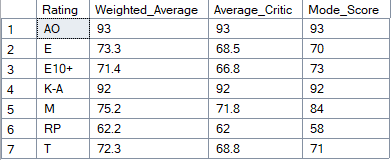 Rating Weighted_Average Average_Critic Mode_Score
1 AO 93 93 93
2 E 73.3 68.5 70
3 E10+ 71.4 66.8 73
4 K-A 92 92 92
5 M 75.2 71.8 84
6 RP 62.2 62 58
7 T 72.3 68.8 71